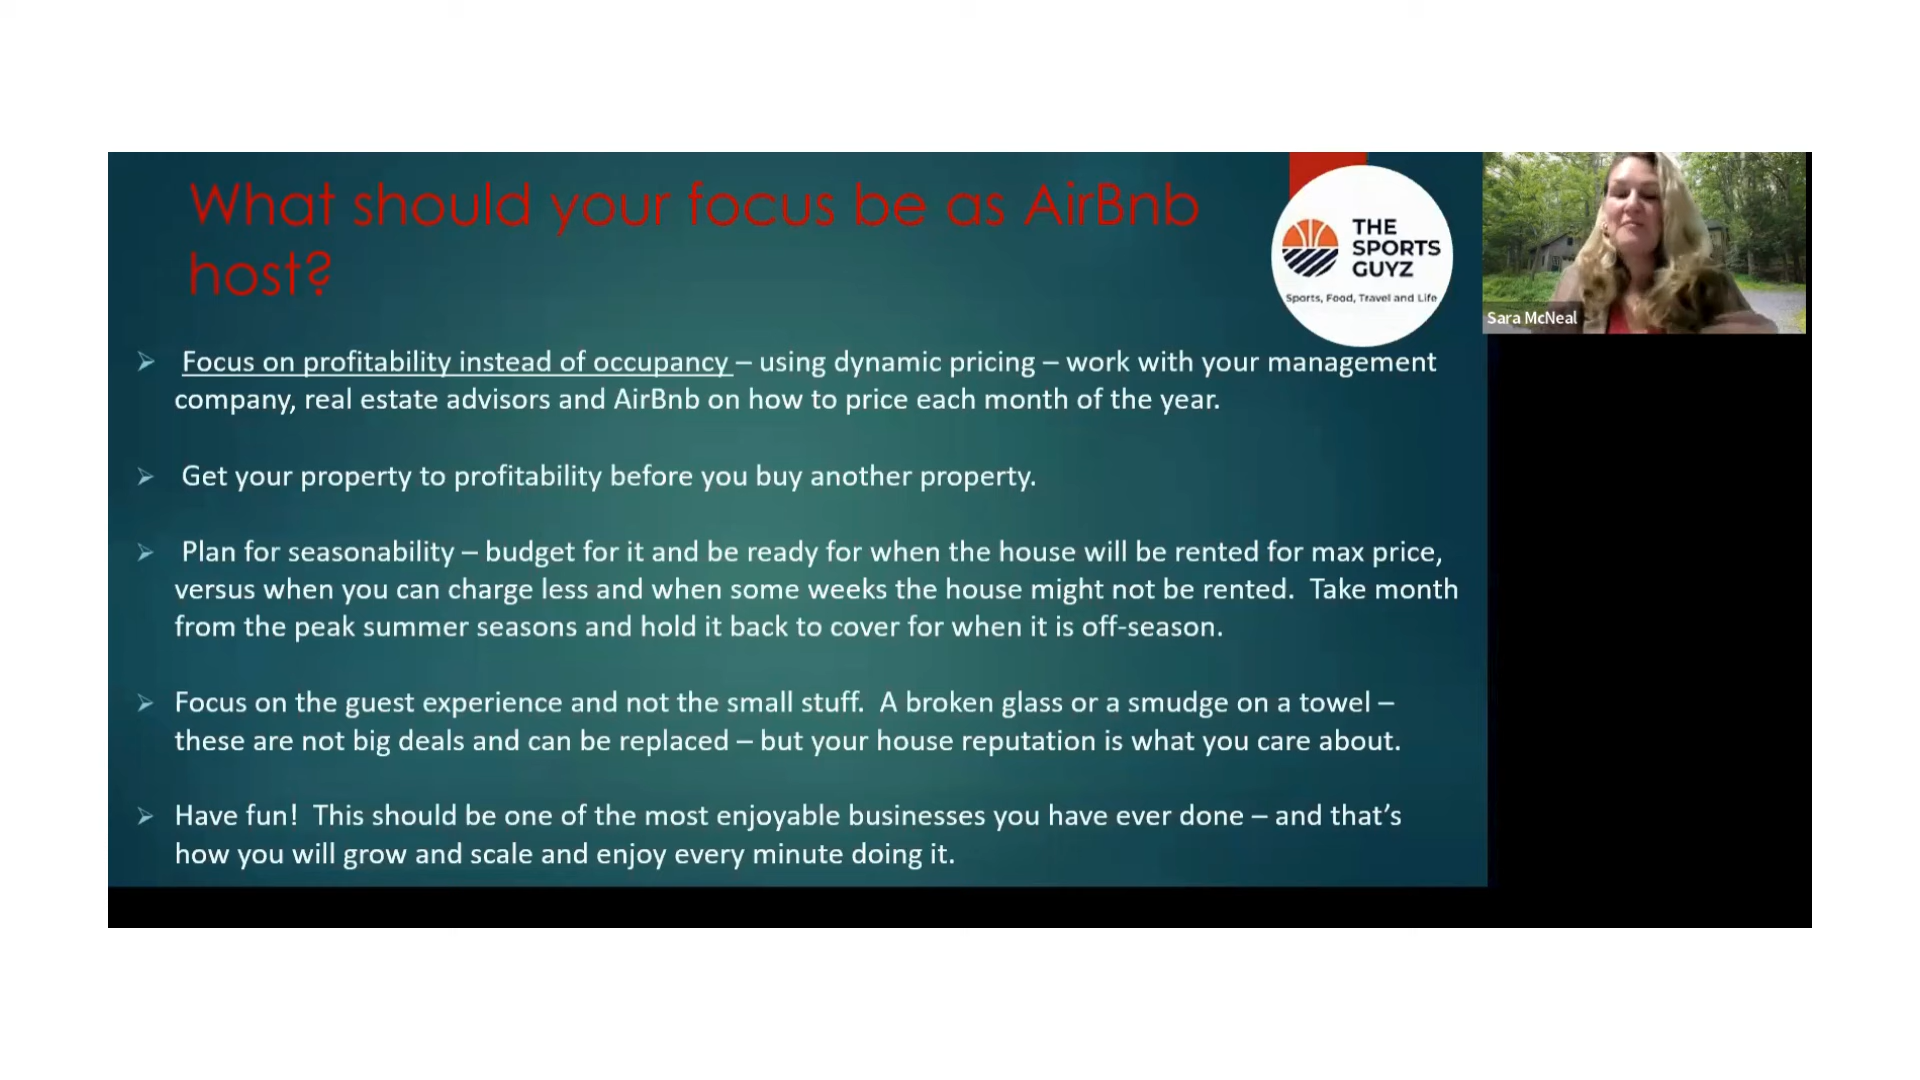 What should your focus be as AirBnb
host?
THE
SPORTS
GUYZ
Sports, Food, Travel and Life
Sara McNeal
Focus on profitability instead of occupancy – using dynamic pricing – work with your management
company, real estate advisors and AirBnb on how to price each month of the year.
Get your property to profitability before you buy another property.
Plan for seasonability – budget for it and be ready for when the house will be rented for max price,
versus when you can charge less and when some weeks the house might not be rented.  Take month
from the peak summer seasons and hold it back to cover for when it is off-season.
Focus on the guest experience and not the small stuff.  A broken glass or a smudge on a towel –
these are not big deals and can be replaced – but your house reputation is what you care about.
Have fun!  This should be one of the most enjoyable businesses you have ever done – and that’s
how you will grow and scale and enjoy every minute doing it.